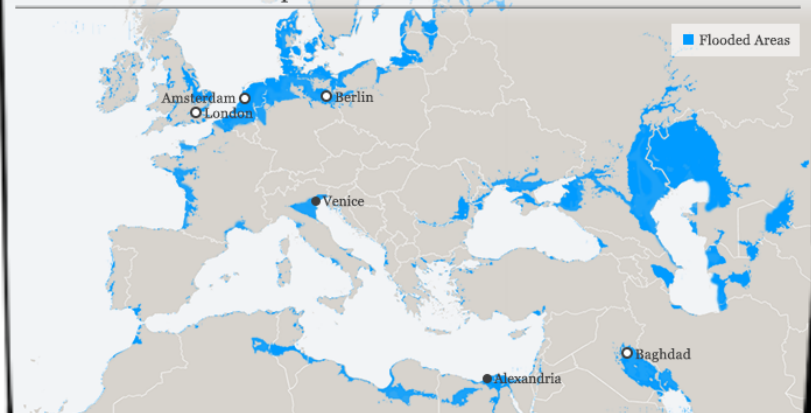 Flooded Areas
Amsterdam
Berlin
London
Venice
Baghdad
Alexandria